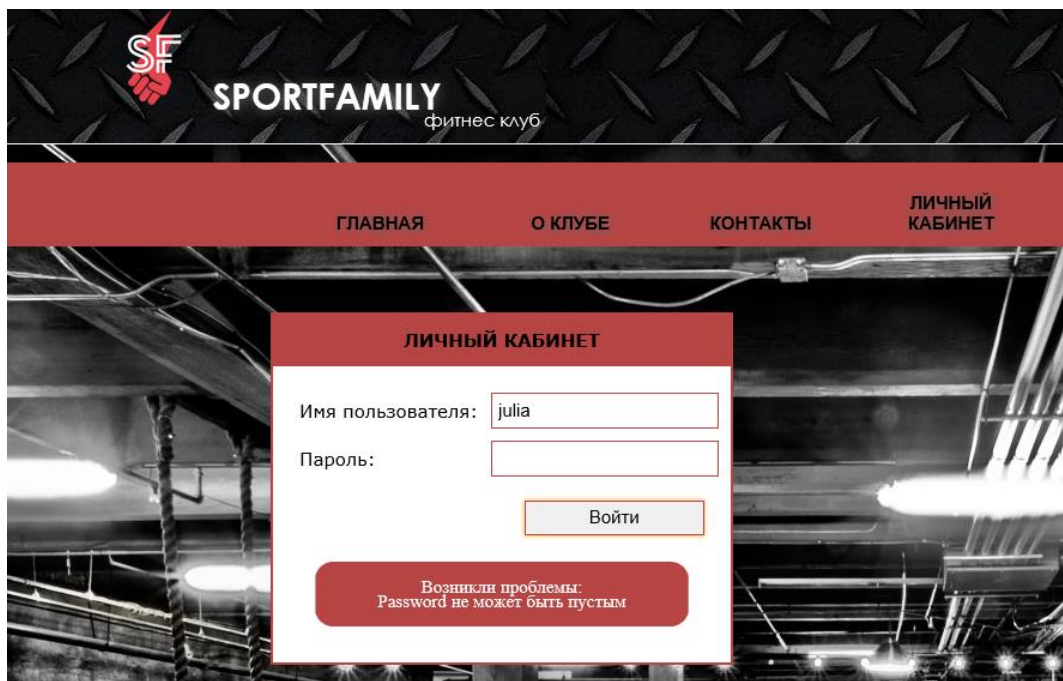 SFF
SPORTFAMILY
фитнес клуб
ГЛАВНАЯ
О КЛУБЕ
КОНТАКТЫ
ЛИЧНЫЙ
КАБИНЕТ
ЛИЧНЫЙ КАБИНЕТ
Имя пользователя: julia
Пароль:
Войти
Возникли проблемы:
Password не может быть пустым